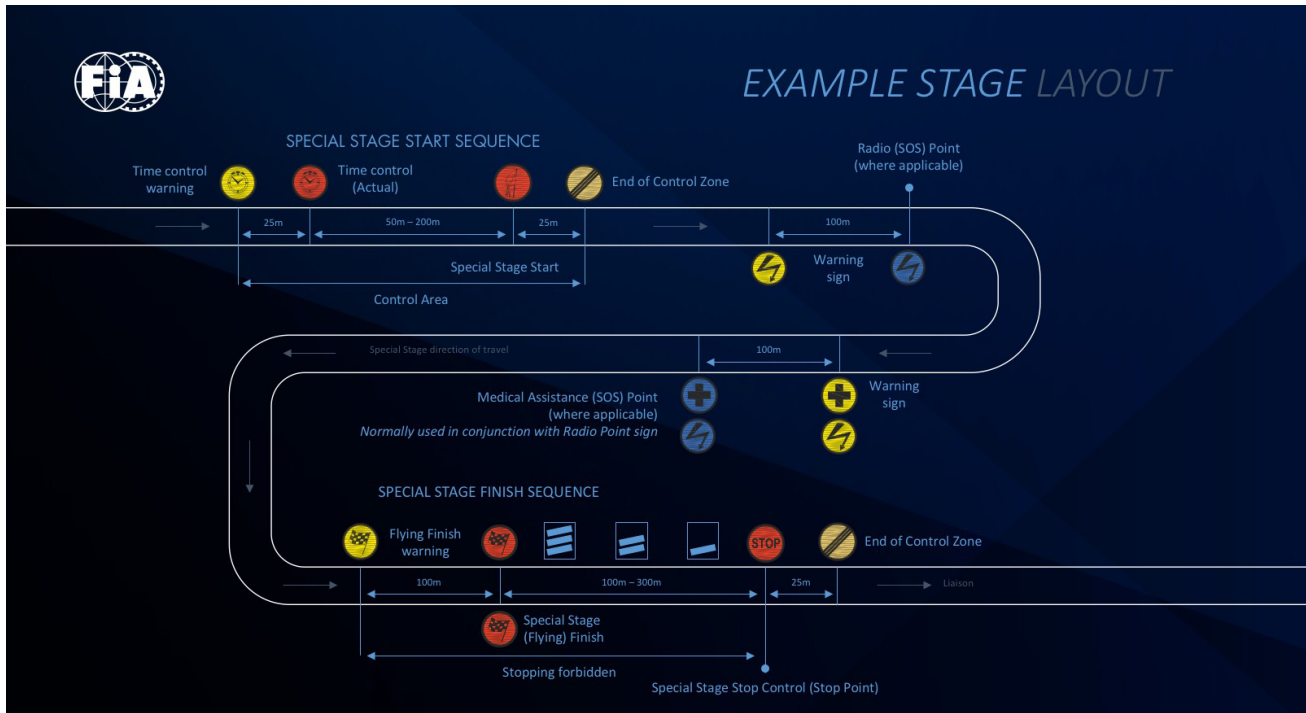 FiA
EXAMPLE STAGE LAYOUT
SPECIAL STAGE START SEQUENCE
Time control
warning
Time control
(Actual)
End of Control Zone
Radio (SOS) Point
(where applicable)
25m
50m – 200m
25m
100m
Special Stage Start
Warning
sign
Control Area
Special Stage direction of travel
100m
Medical Assistance (SOS) Point
(where applicable)
Normally used in conjunction with Radio Point sign
Warning
sign
SPECIAL STAGE FINISH SEQUENCE
Flying Finish
warning
STOP
End of Control Zone
100m
100m – 300m
25m
Liaison
Special Stage
(Flying) Finish
Stopping forbidden
Special Stage Stop Control (Stop Point)